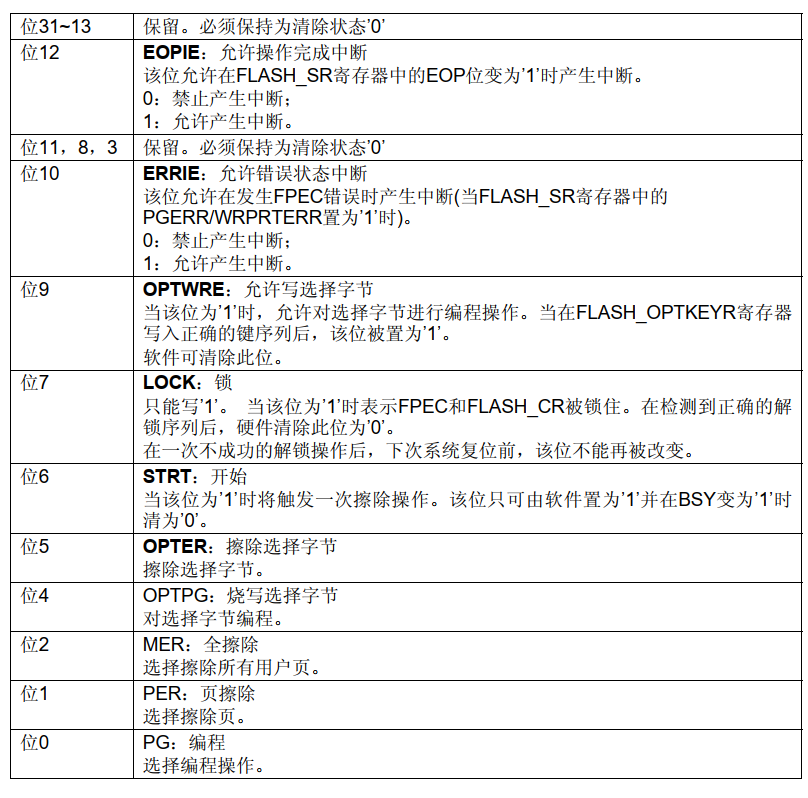 位31~13 保留。必须保持为清除状态’0’
位12 EOPIE：允许操作完成中断
该位允许在FLASH_SR寄存器中的EOP位变为’1’时产生中断。
0：禁止产生中断；
1：允许产生中断。
位11，8，3 保留。必须保持为清除状态’0’
位10 ERRIE：允许错误状态中断
该位允许在发生FPEC错误时产生中断(当FLASH_SR寄存器中的
PGERR/WRPRTERR置为’1’时)。
0：禁止产生中断；
1：允许产生中断。
位9 OPTWRE：允许写选择字节
当该位为’1’时，允许对选择字节进行编程操作。当在FLASH_OPTKEYR寄存器
写入正确的键序列后，该位被置为’1’。
软件可清除此位。
位7 LOCK：锁
只能写’1’。 当该位为’1’时表示FPEC和FLASH_CR被锁住。在检测到正确的解
锁序列后，硬件清除此位为’0’。
在一次不成功的解锁操作后，下次系统复位前，该位不能再被改变。
位6 STRT：开始
当该位为’1’时将触发一次擦除操作。该位只可由软件置为’1’并在BSY变为’1’时
清为’0’。
位5 OPTER：擦除选择字节
擦除选择字节。
位4 OPTPG：烧写选择字节
对选择字节编程。
位2 MER：全擦除
选择擦除所有用户页。
位1 PER：页擦除
选择擦除页。
位0 PG：编程
选择编程操作。